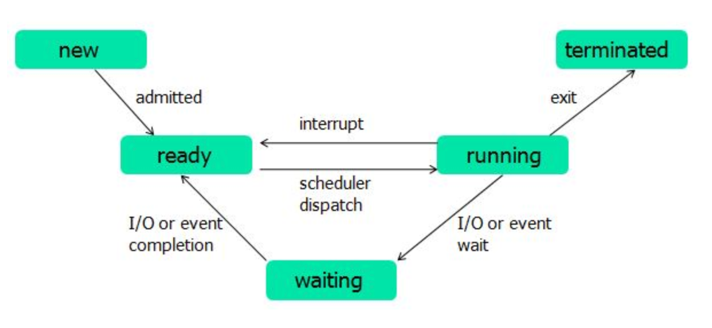 new
terminated
admitted
exit
interrupt
ready
running
scheduler
dispatch
I/O or event
completion
I/O or event
wait
waiting